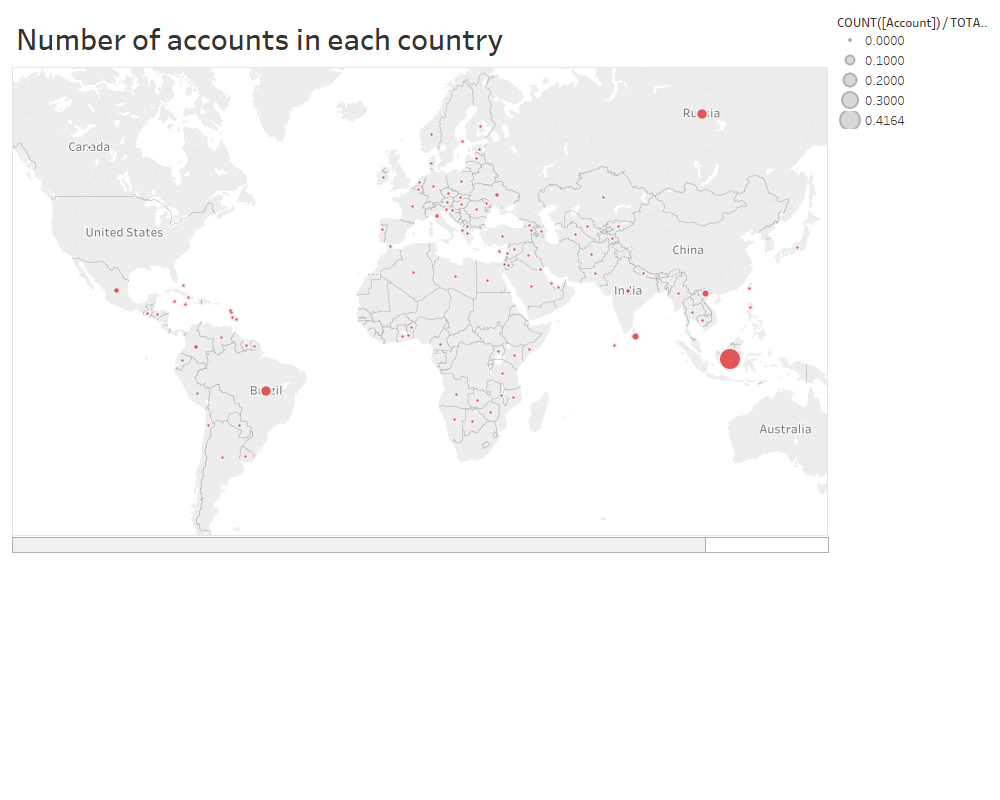 Number of accounts in each country
COUNT([Account]) / TOTA..
0.0000
0.1000
0.2000
0.3000
0.4164
Russia
Canada
United States
China
India
Brazil
Australia